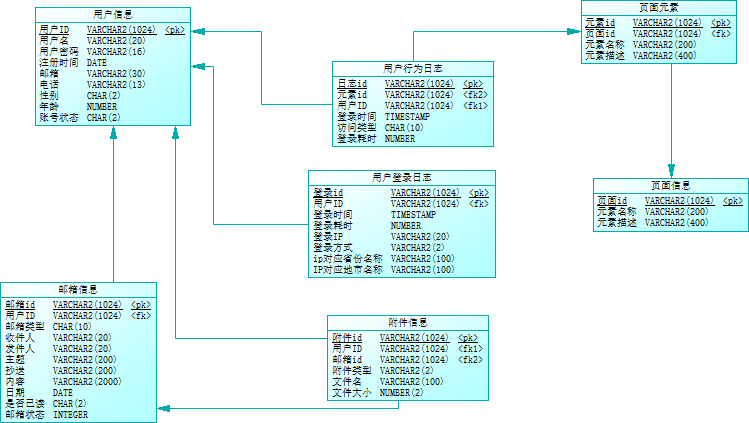 用户信息
用户ID VARCHAR2(1024) <pk>
用户名 VARCHAR2(20)
用户密码 VARCHAR2(16)
注册时间 DATE
邮箱 VARCHAR2(30)
电话 VARCHAR2(13)
性别 CHAR(2)
年龄 NUMBER
账号状态 CHAR(2)
页面元素
元素id VARCHAR2(1024) <pk>
页面id VARCHAR2(1024) <fk>
元素名称 VARCHAR2(200)
元素描述 VARCHAR2(400)
用户行为日志
日志id VARCHAR2(1024) <pk>
元素id VARCHAR2(1024) <fk2>
用户ID VARCHAR2(1024) <fk1>
登录时间 TIMESTAMP
访问类型 CHAR(10)
登录耗时 NUMBER
用户登录日志
登录id VARCHAR2(1024) <pk>
用户ID VARCHAR2(1024) <fk>
登录时间 TIMESTAMP
登录耗时 NUMBER
登录IP VARCHAR2(20)
登录方式 VARCHAR2(2)
ip对应省份名称 VARCHAR2(100)
IP对应地市名称 VARCHAR2(100)
页面信息
页面id VARCHAR2(1024) <pk>
元素名称 VARCHAR2(200)
元素描述 VARCHAR2(400)
邮箱信息
邮箱id VARCHAR2(1024) <pk>
用户ID VARCHAR2(1024) <fk>
邮箱类型 CHAR(10)
收件人 VARCHAR2(20)
发件人 VARCHAR2(20)
主题 VARCHAR2(200)
抄送 VARCHAR2(200)
内容 VARCHAR2(2000)
日期 DATE
是否已读 CHAR(2)
邮箱状态 INTEGER
附件信息
附件id VARCHAR2(1024) <pk>
用户ID VARCHAR2(1024) <fk1>
邮箱id VARCHAR2(1024) <fk2>
附件类型 VARCHAR2(2)
文件名 VARCHAR2(100)
文件大小 NUMBER(2)